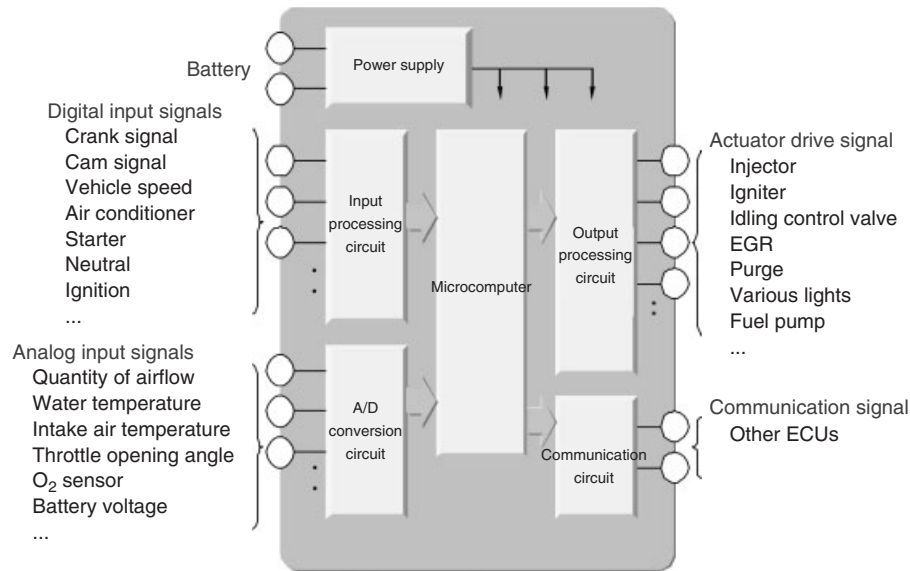 Battery
Power supply
Digital input signals
Crank signal
Cam signal
Vehicle speed
Air conditioner
Starter
Neutral
Ignition
...
Analog input signals
Quantity of airflow
Water temperature
Intake air temperature
Throttle opening angle
O₂ sensor
Battery voltage
...
Input
processing
circuit
A/D
conversion
circuit
Microcomputer
Output
processing
circuit
Communication
circuit
Actuator drive signal
Injector
Igniter
Idling control valve
EGR
Purge
Various lights
Fuel pump
...
Communication signal
Other ECUs